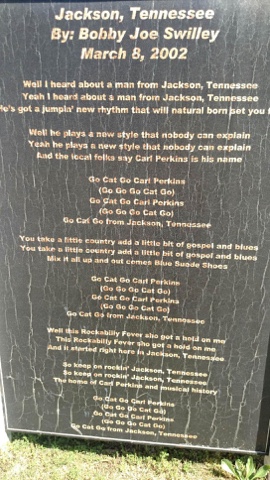 Jackson, Tennessee
By: Bobby Joe Swilley
March 8, 2002
Well I heard about a man from Jackson, Tennessee
Yeah I heard about a man from Jackson, Tennessee
He's got a jumpin' new rhythm that will natural born set you f
Well he plays a new style that nobody can explain
Yeah he plays a new style that nobody can explain
And the local folks say Carl Perkins is his name
Go Cat Go Carl Perkins
(Go Go Go Cat Go)
Go Cat Go Carl Perkins
(Go Go Go Cat Go)
Go Cat Go from Jackson, Tennessee
You take a little country add a little bit of gospel and blues
You take a little country add a little bit of gospel and blues
Mix it all up and out comes Blue Suede Shoes
Go Cat Go Carl Perkins
(Go Go Go Cat Go)
Go Cat Go Carl Perkins
(Go Go Go Cat Go)
Go Cat Go from Jackson, Tennessee
Well this Rockabilly Fever sho got a hold on me
This Rockabilly Fever sho got a hold on me
And it started right here in Jackson, Tennessee
So keep on rockin' Jackson, Tennessee
So keep on rockin' Jackson, Tennessee
The home of Carl Perkins and musical history
Go Cat Go Carl Perkins
(Go Go Go Cat Go)
Go Cat Go Carl Perkins
(Go Go Go Cat Go)
Go Cat Go from Jackson, Tennessee